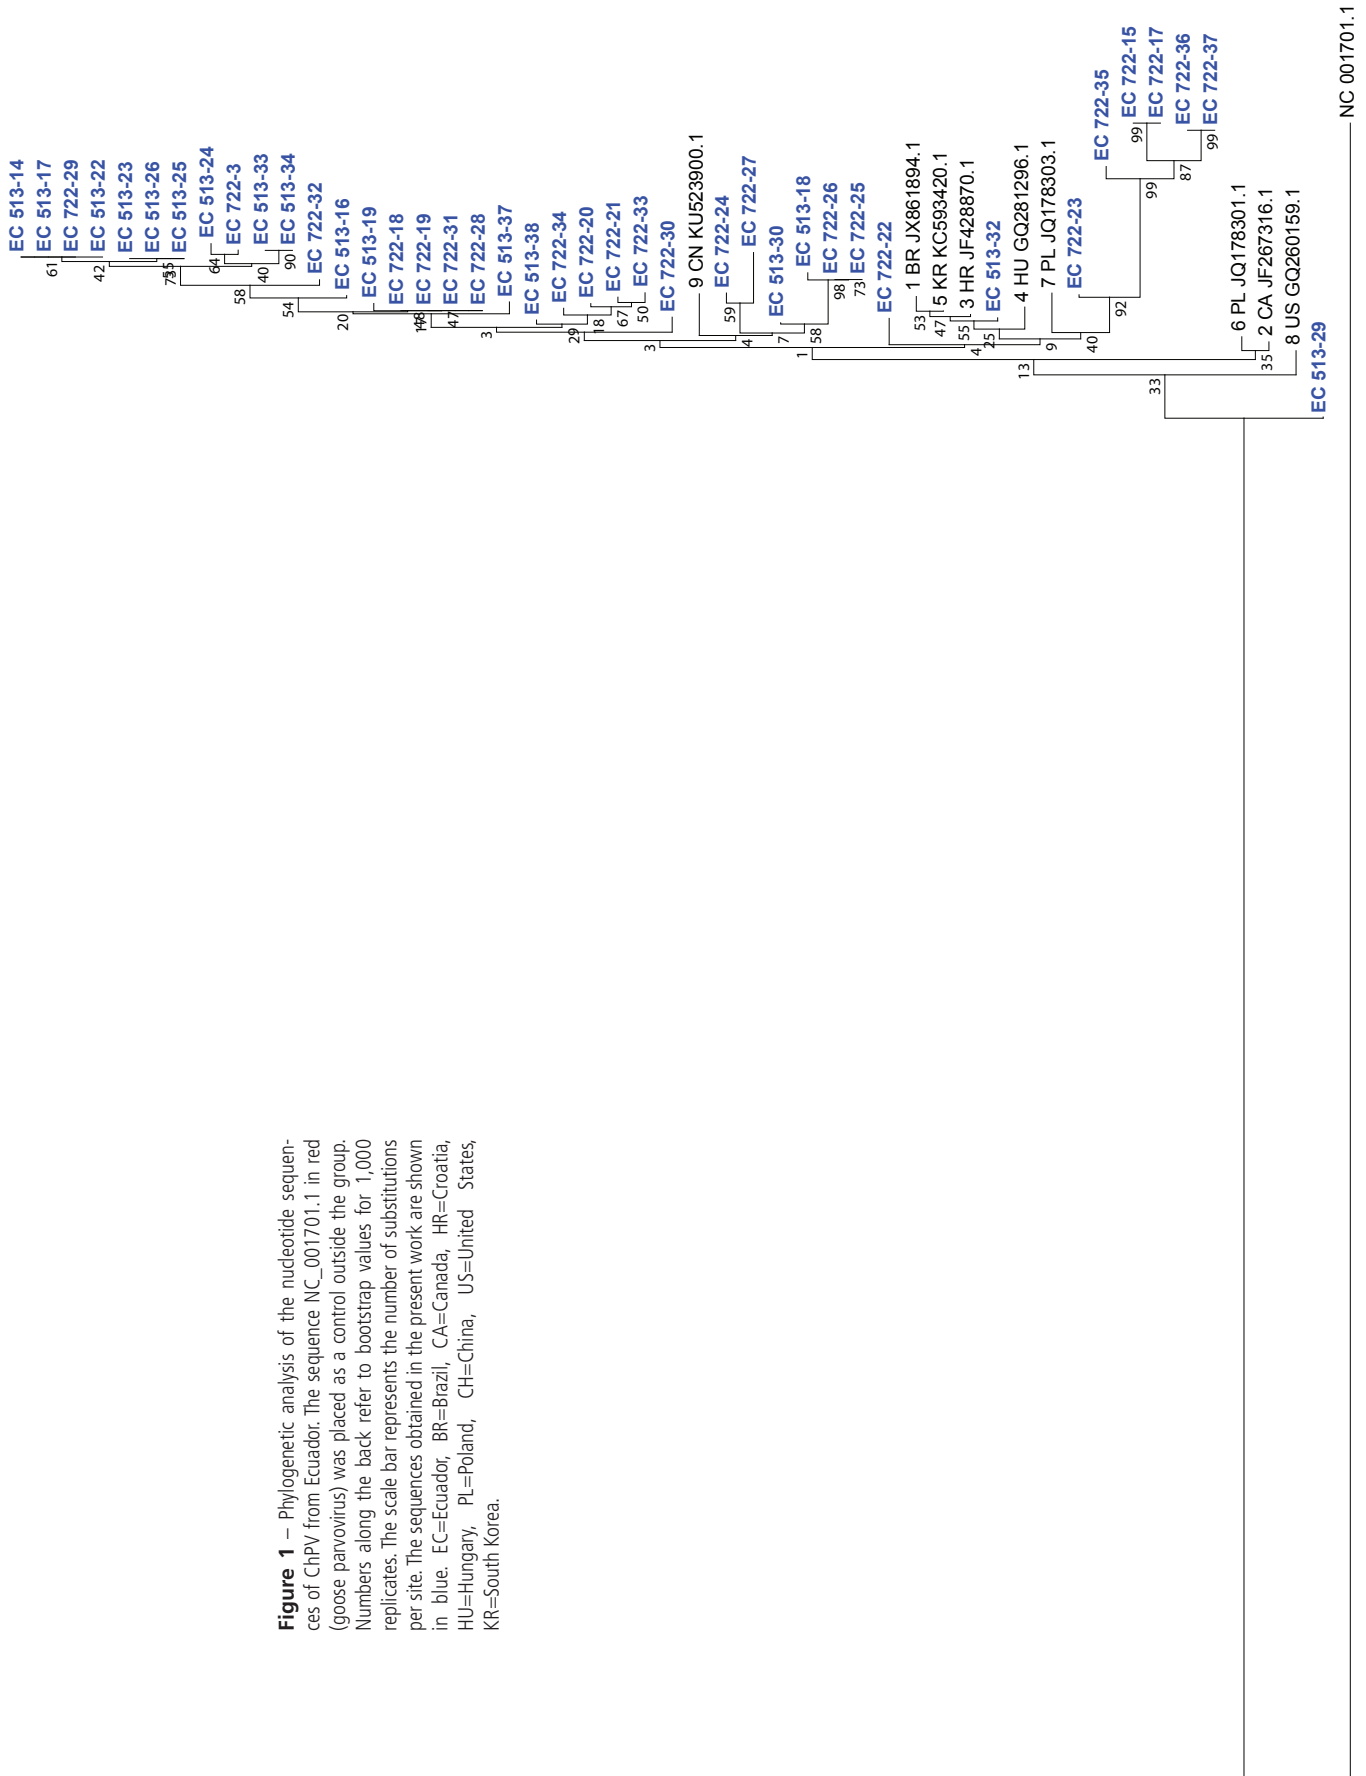 EC 513-14
EC 513-17
EC 722-29
EC 513-22
EC 513-23
EC 513-26
EC 513-25
EC 513-24
EC 722-3
EC 513-33
EC 513-34
EC 722-32
EC 513-16
EC 513-19
EC 722-18
EC 722-19
EC 722-31
EC 722-28
EC 513-37
EC 513-38
EC 722-34
EC 722-20
EC 722-21
EC 722-33
EC 722-30
9 CN KU523900.1
EC 722-24
EC 722-27
EC 513-30
EC 513-18
EC 722-26
EC 722-25
EC 722-22
1 BR JX861894.1
5 KR KC593420.1
3 HR JF428870.1
EC 513-32
4 HU GQ281296.1
7 PL JQ178303.1
EC 722-23
EC 722-35
EC 722-15
EC 722-17
EC 722-36
EC 722-37
6 PL JQ178301.1
2 CA JF267316.1
8 US GQ260159.1
EC 513-29
NC 001701.1
61
42
58
64
40
90
54
20
47
3
29
18
67
50
3
4
59
7
58
98
73
1
53
47
55
25
4
9
40
92
99
99
87
99
13
35
33
Figure 1 – Phylogenetic analysis of the nucleotide sequen-
ces of ChPV from Ecuador. The sequence NC_001701.1 in red
(goose parvovirus) was placed as a control outside the group.
Numbers along the back refer to bootstrap values for 1,000
replicates. The scale bar represents the number of substitutions
per site. The sequences obtained in the present work are shown
in blue. EC=Ecuador, BR=Brazil, CA=Canada, HR=Croatia,
HU=Hungary, PL=Poland, CH=China, US=United States,
KR=South Korea.